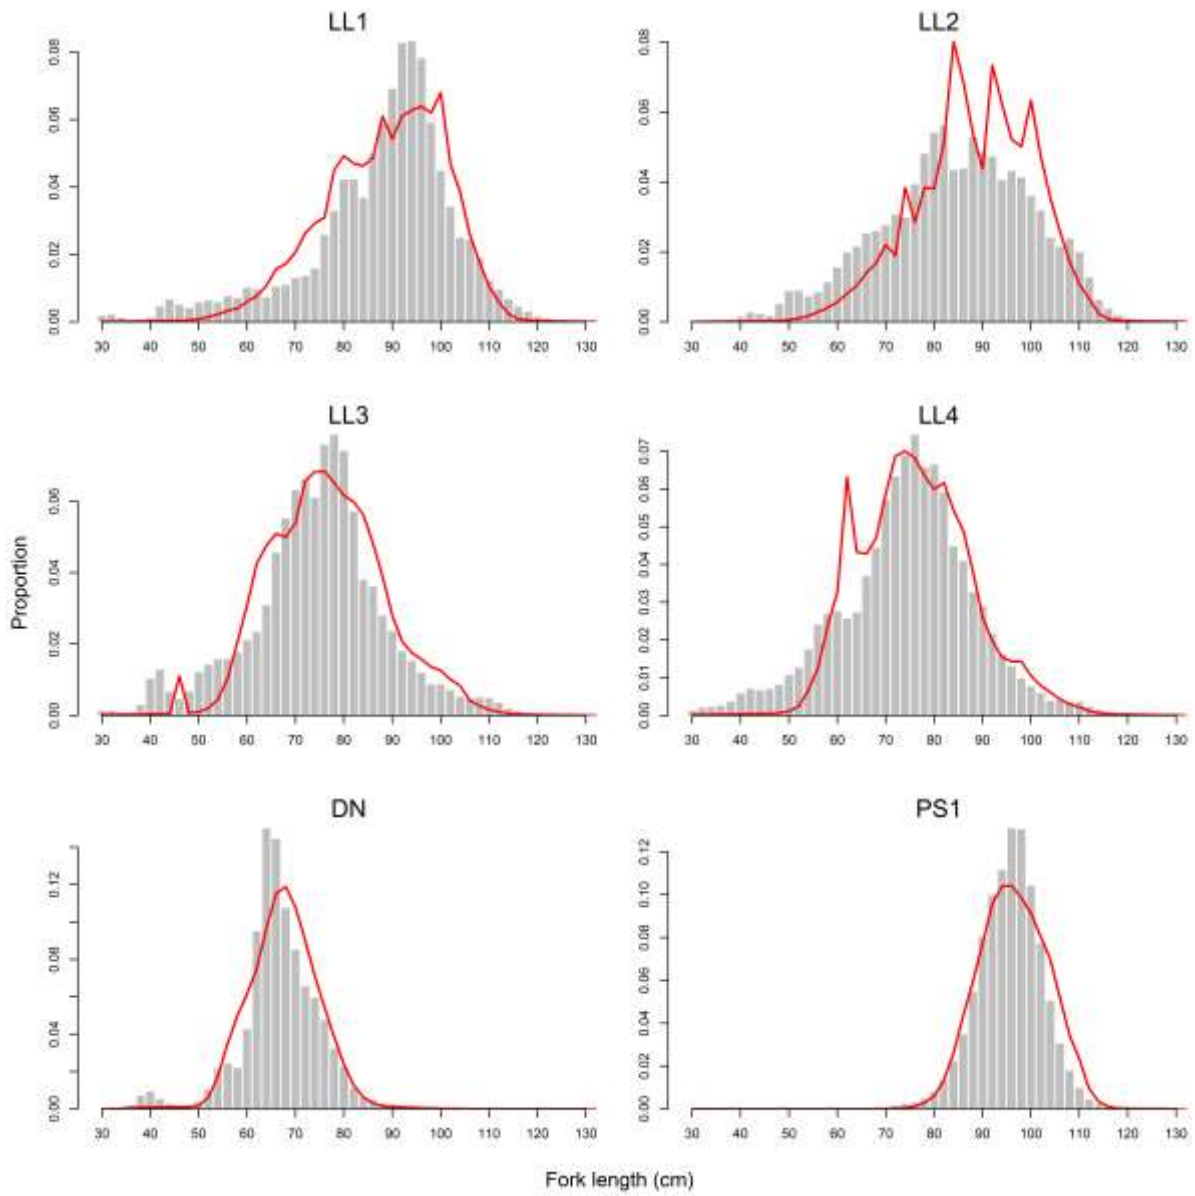 LL1
LL2
0.00 0.02 0.04 0.06 0.08
0.00 0.02 0.04 0.06 0.08
30 40 50 60 70 80 90 100 110 120 130
30 40 50 60 70 80 90 100 110 120 130
LL3
LL4
Proportion
0.00 0.02 0.04 0.06
0.00 0.01 0.02 0.03 0.04 0.05 0.06 0.07
30 40 50 60 70 80 90 100 110 120 130
30 40 50 60 70 80 90 100 110 120 130
DN
PS1
0.00 0.04 0.08 0.12
0.00 0.02 0.04 0.06 0.08 0.10 0.12
30 40 50 60 70 80 90 100 110 120 130
30 40 50 60 70 80 90 100 110 120 130
Fork length (cm)